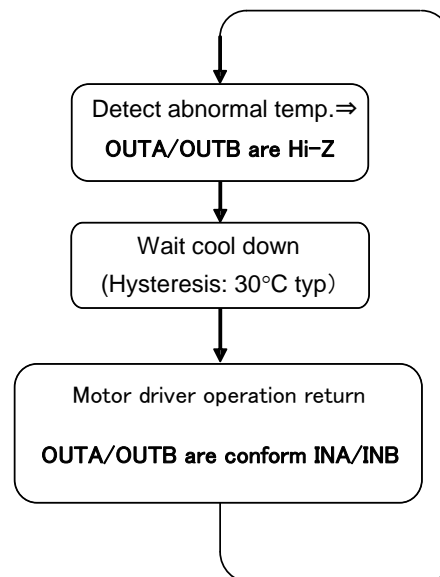 Detect abnormal temp.⇒
OUTA/OUTB are Hi-Z
Wait cool down
(Hysteresis: 30°C typ）
Motor driver operation return
OUTA/OUTB are conform INA/INB